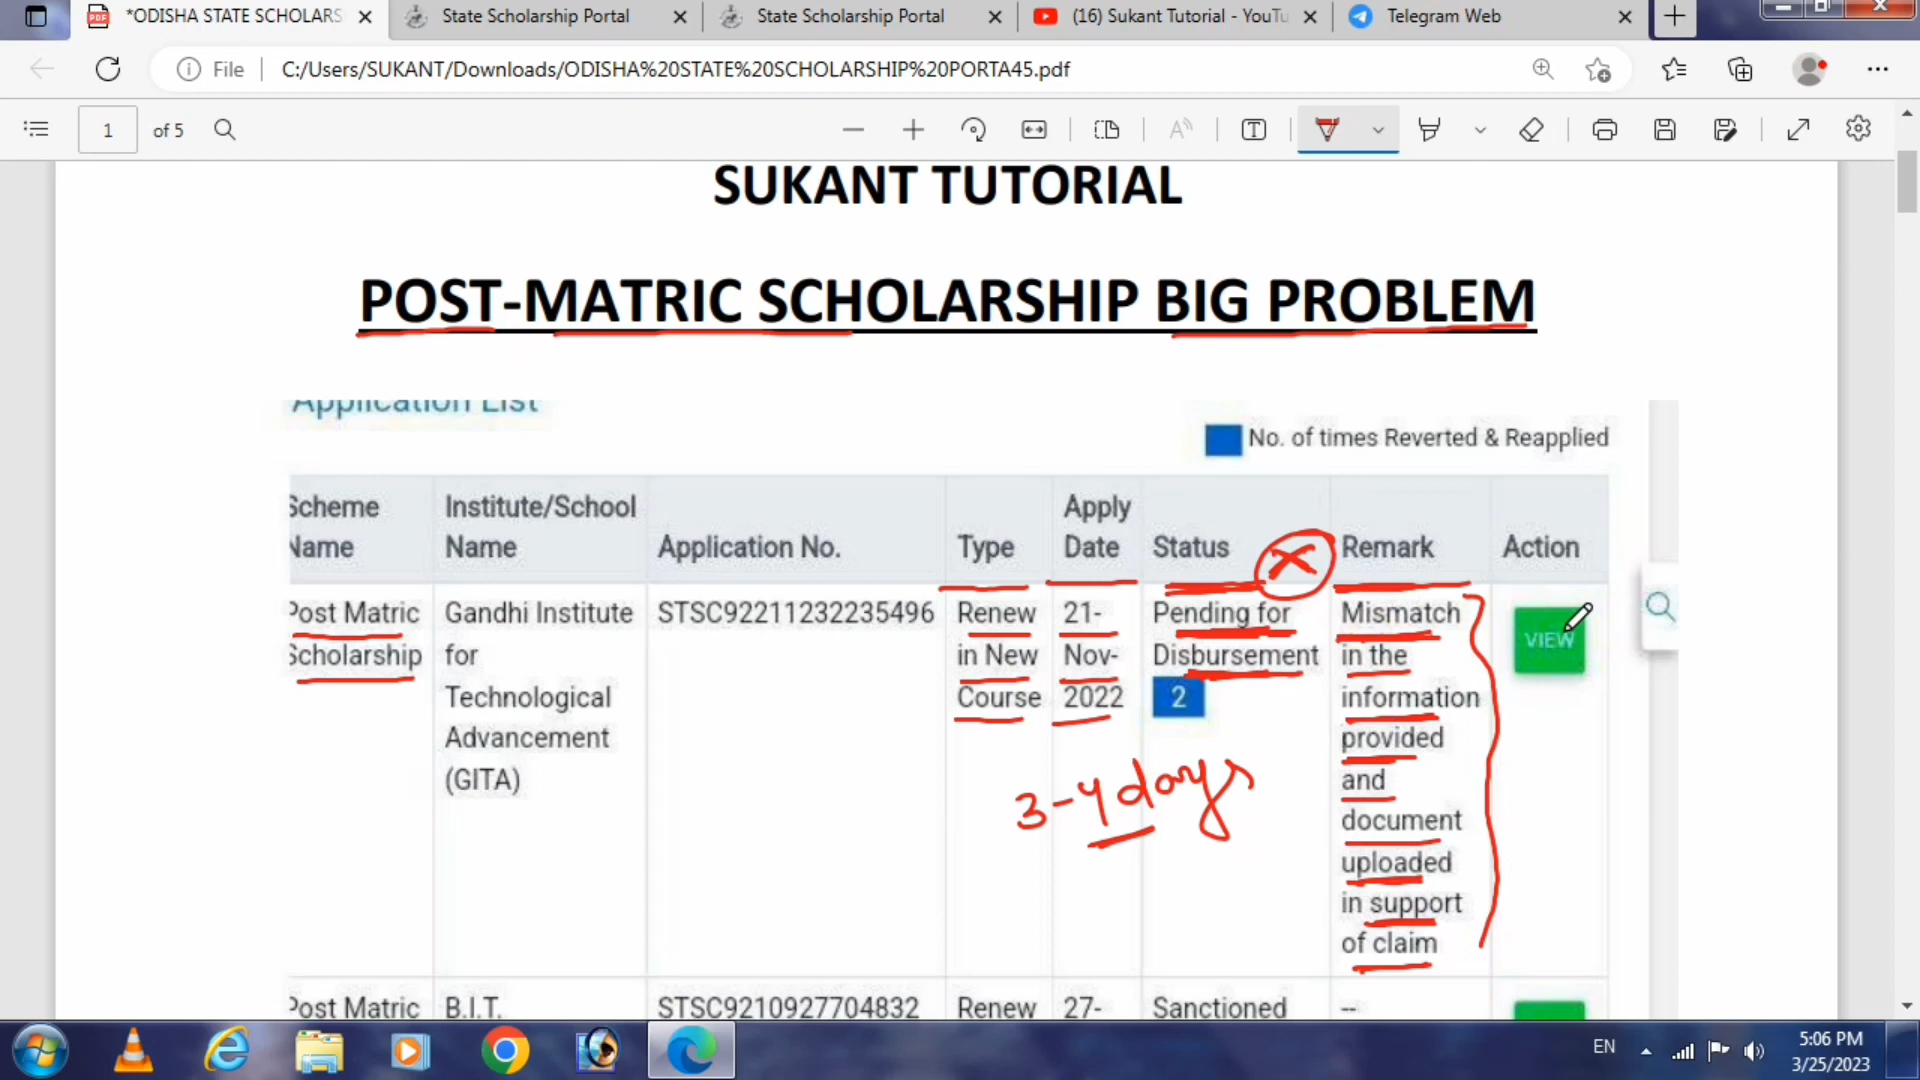 *ODISHA STATE SCHOLARS
State Scholarship Portal
State Scholarship Portal
(16) Sukant Tutorial - YouTu
Telegram Web
File
C:/Users/SUKANT/Downloads/ODISHA%20STATE%20SCHOLARSHIP%20PORTA45.pdf
1 of 5
SUKANT TUTORIAL
POST-MATRIC SCHOLARSHIP BIG PROBLEM
Application List
No. of times Reverted & Reapplied
Scheme
Name
Institute/School
Name
Application No.
Type
Apply
Date
Status
Remark
Action
Post Matric
Scholarship
Gandhi Institute
for
Technological
Advancement
(GITA)
STSC92211232235496
Renew
in New
Course
21-
Nov-
2022
Pending for
Disbursement
2
Mismatch
in the
information
provided
and
document
uploaded
in support
of claim
VIEW
3-4 days
Post Matric
B.I.T.
STSC9210927704832
Renew
27-
Sanctioned
--
EN
5:06 PM
3/25/2023